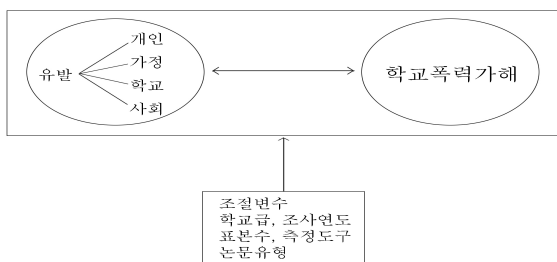 개인
가정
유발
학교
사회
학교폭력가해
조절변수
학교급, 조사연도
표본수, 측정도구
논문유형